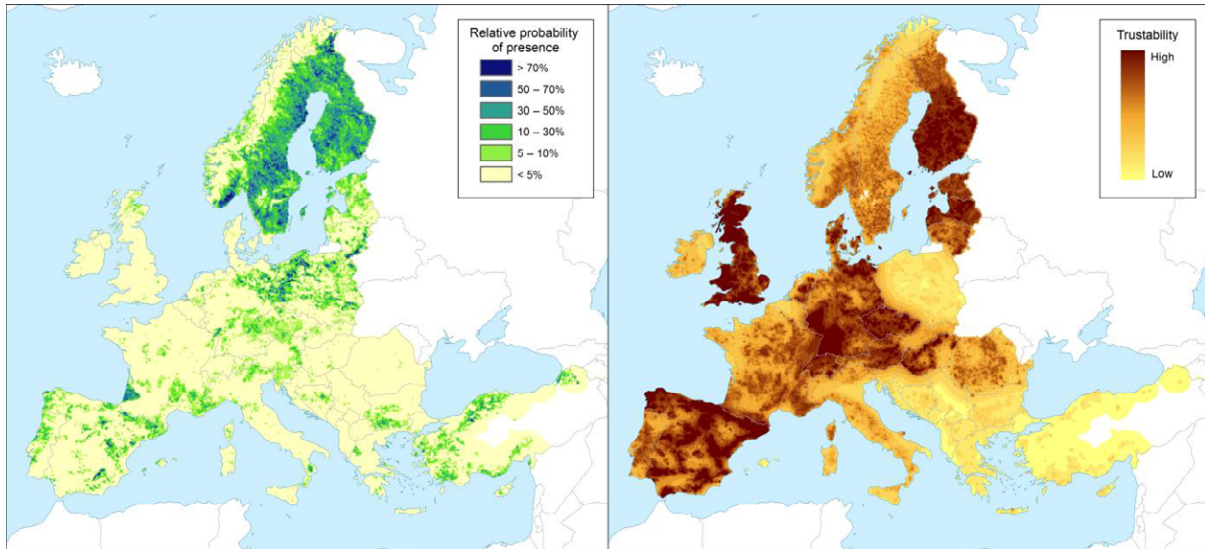 Relative probability
of presence
> 70%
50 – 70%
30 – 50%
10 – 30%
5 – 10%
< 5%
Trustability
High
Low